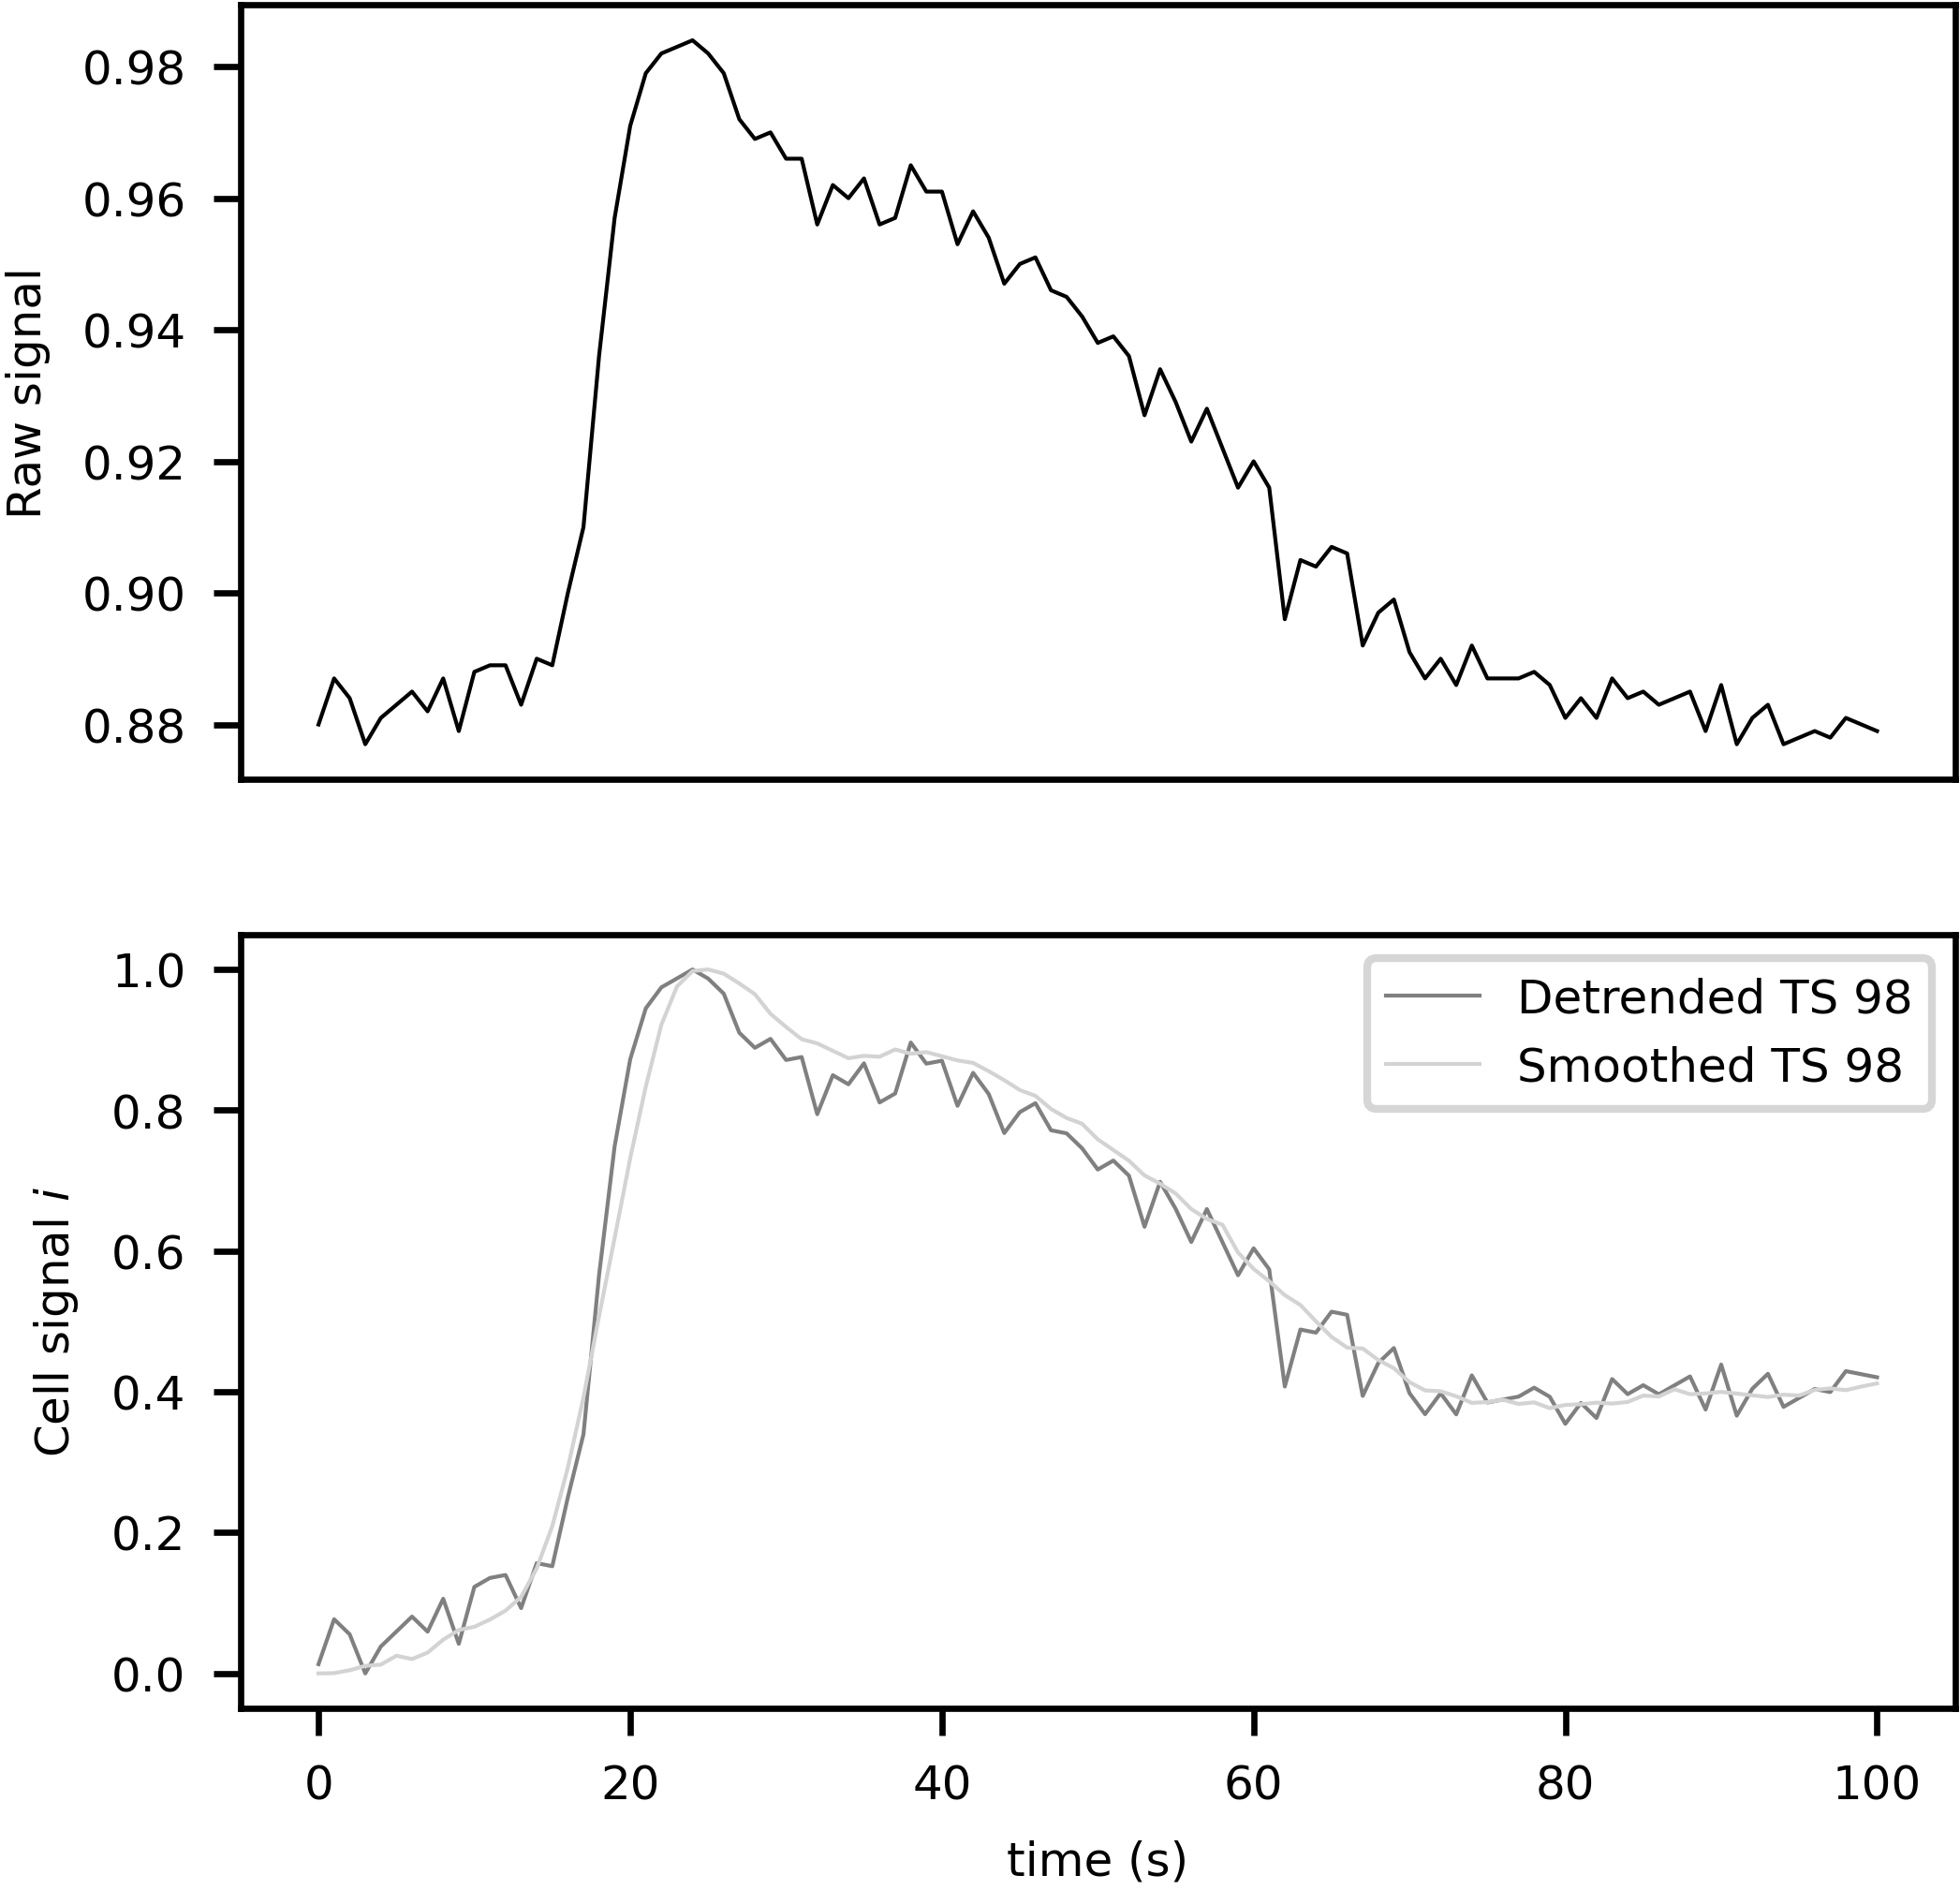 Raw signal
0.98
0.96
0.94
0.92
0.90
0.88
Cell signal i
1.0
0.8
0.6
0.4
0.2
0.0
Detrended TS 98
Smoothed TS 98
0 20 40 60 80 100
time (s)